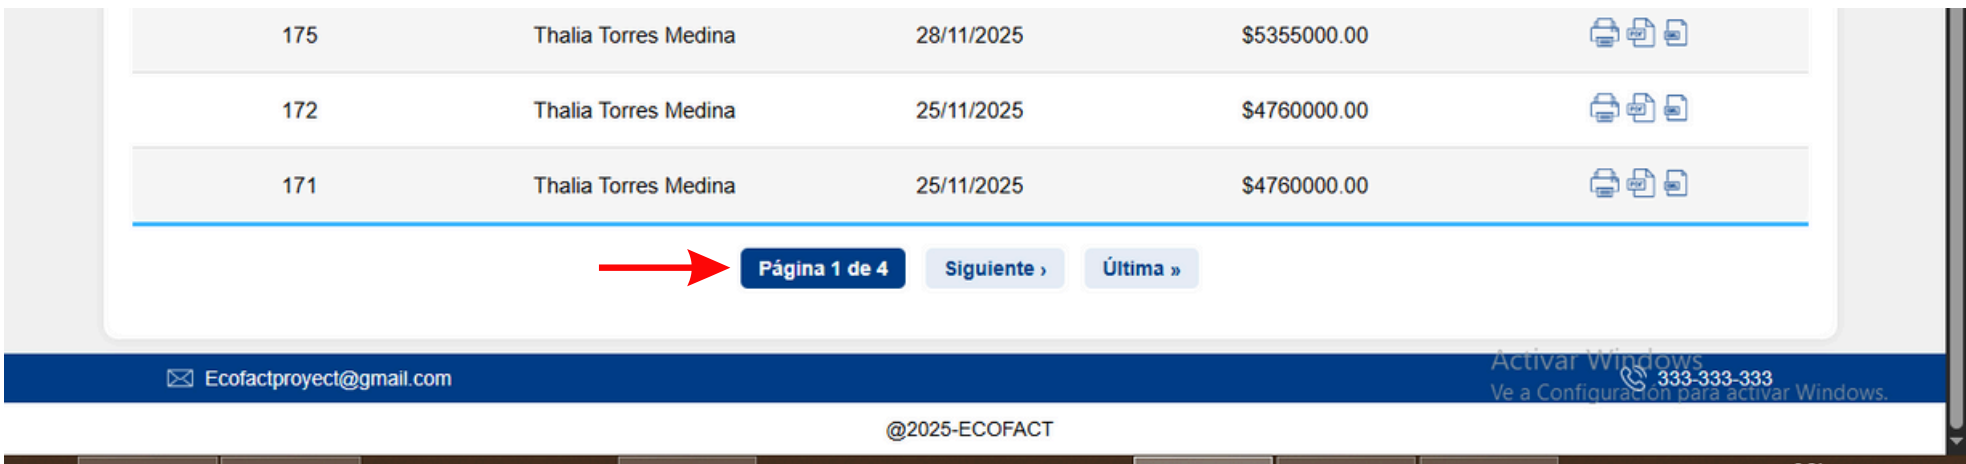 175 Thalia Torres Medina 28/11/2025 $5355000.00
172 Thalia Torres Medina 25/11/2025 $4760000.00
171 Thalia Torres Medina 25/11/2025 $4760000.00
Página 1 de 4 Siguiente › Última »
Activar Windows
Ecofactproyect@gmail.com 333-333-333
Ve a Configuración para activar Windows.
@2025-ECOFACT